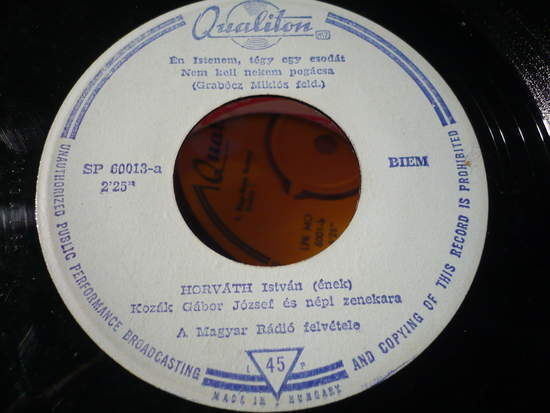 Qualiton
Én Istenem, tégy egy csodát
Nem kell nekem pogácsa
(Grabócz Miklós feld.)
SP 60013-a
2'25"
BIEM
HORVÁTH István (ének)
Kozák Gábor József és népi zenekara
A Magyar Rádió felvétele
45
MADE IN HUNGARY
UNAUTHORIZED PUBLIC PERFORMANCE BROADCASTING AND COPYING OF THIS RECORD IS PROHIBITED